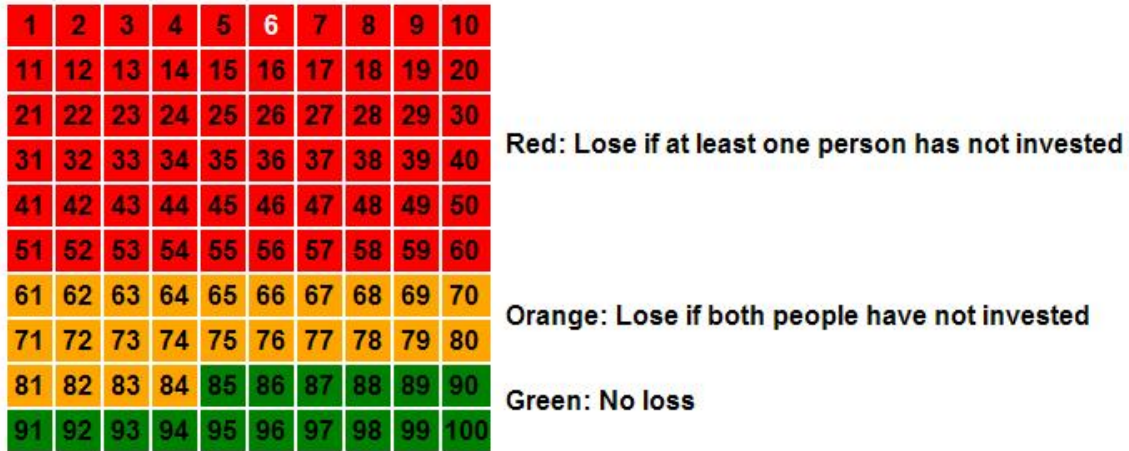 1 2 3 4 5 6 7 8 9 10
11 12 13 14 15 16 17 18 19 20
21 22 23 24 25 26 27 28 29 30
Red: Lose if at least one person has not invested
31 32 33 34 35 36 37 38 39 40
41 42 43 44 45 46 47 48 49 50
51 52 53 54 55 56 57 58 59 60
61 62 63 64 65 66 67 68 69 70
Orange: Lose if both people have not invested
71 72 73 74 75 76 77 78 79 80
81 82 83 84 85 86 87 88 89 90
Green: No loss
91 92 93 94 95 96 97 98 99 100